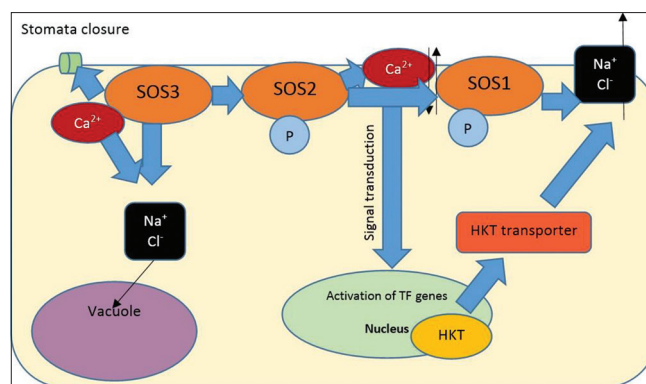 Stomata closure
SOS3
SOS2
Ca²⁺
SOS1
Na⁺
Cl⁻
Ca²⁺
P
P
Signal transduction
Na⁺
Cl⁻
HKT transporter
Vacuole
Activation of TF genes
Nucleus
HKT